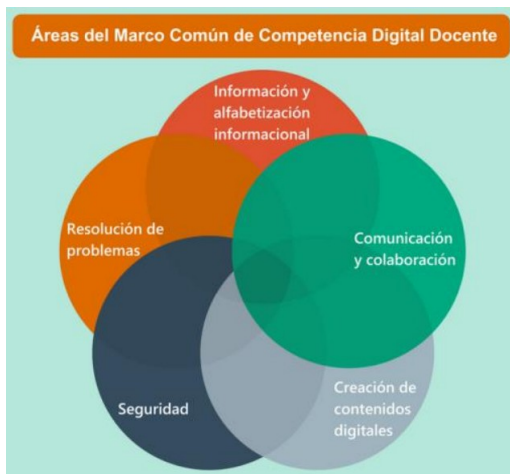 Áreas del Marco Común de Competencia Digital Docente
Información y
alfabetización
informacional
Resolución de
problemas
Comunicación
y colaboración
Seguridad
Creación de
contenidos
digitales